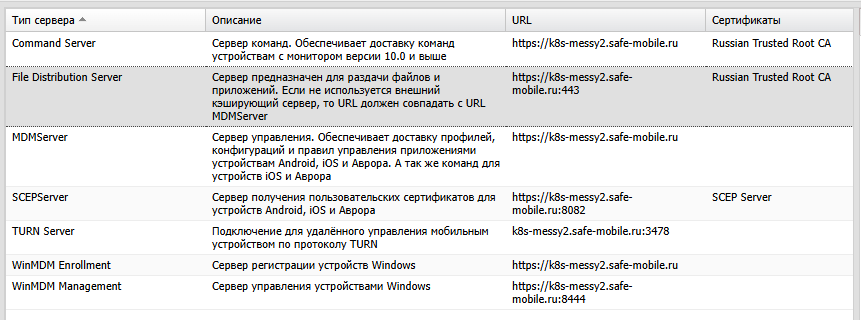 Тип сервера Описание URL Сертификаты
Command Server Сервер команд. Обеспечивает доставку команд https://k8s-messy2.safe-mobile.ru Russian Trusted Root CA
устройствам с монитором версии 10.0 и выше
File Distribution Server Сервер предназначен для раздачи файлов и https://k8s-messy2.safe- Russian Trusted Root CA
приложений. Если не используется внешний mobile.ru:443
кэширующий сервер, то URL должен совпадать с URL
MDMServer
MDMServer Сервер управления. Обеспечивает доставку профилей, https://k8s-messy2.safe-mobile.ru
конфигураций и правил управления приложениями
устройствам Android, iOS и Аврора. А так же команд для
устройств iOS и Аврора
SCEPServer Сервер получения пользовательских сертификатов для https://k8s-messy2.safe- SCEP Server
устройств Android, iOS и Аврора mobile.ru:8082
TURN Server Подключение для удалённого управления мобильным k8s-messy2.safe-mobile.ru:3478
устройством по протоколу TURN
WinMDM Enrollment Сервер регистрации устройств Windows https://k8s-messy2.safe-mobile.ru
WinMDM Management Сервер управления устройствами Windows https://k8s-messy2.safe-
mobile.ru:8444